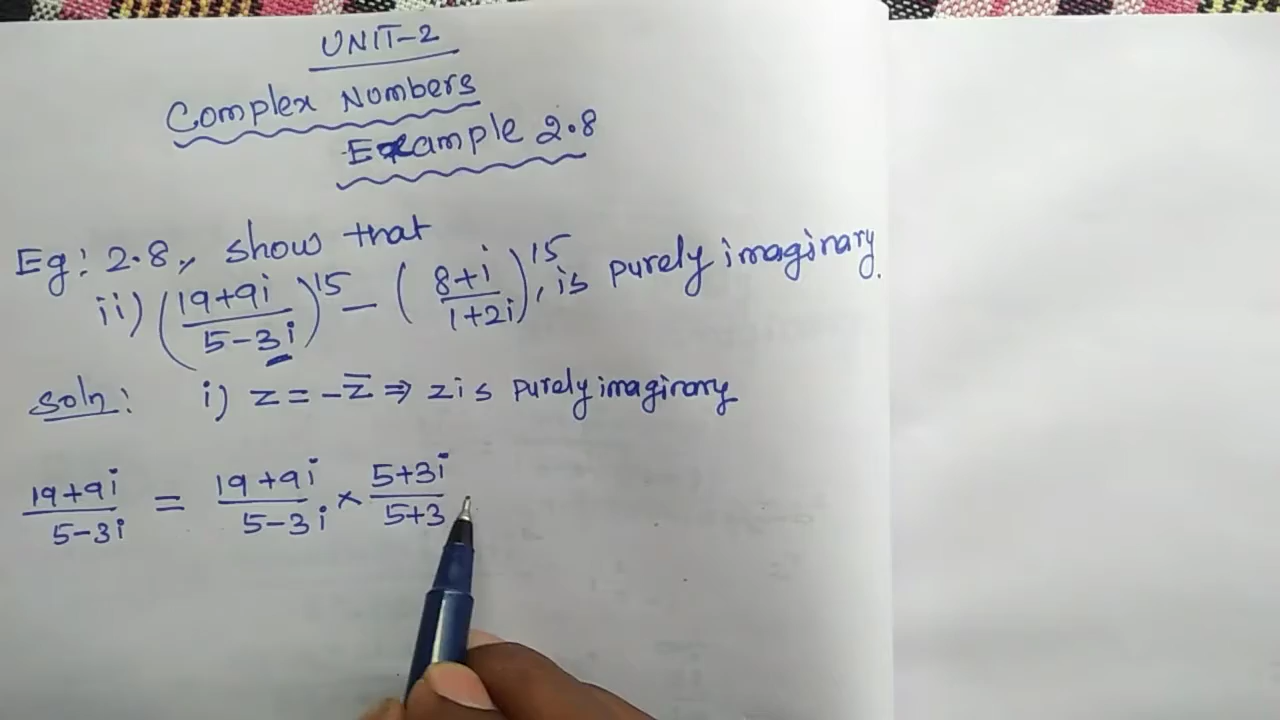 UNIT-2
Complex Numbers
Example 2.8
Eg: 2.8, show that
ii) (19+9i / 5-3i)^15 - (8+i / 1+2i)^15, is purely imaginary.
Soln: i) z = -z̄ ⇒ z is purely imaginary
19+9i / 5-3i = 19+9i / 5-3i × 5+3i / 5+3